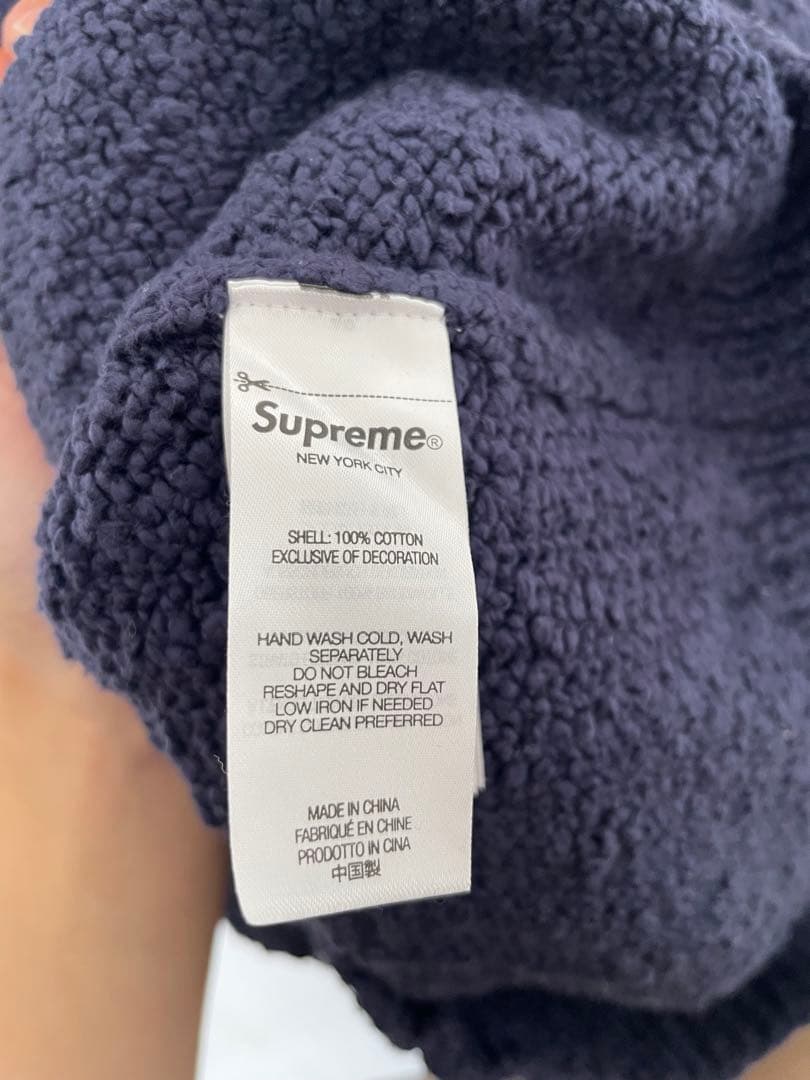 Supreme®
NEW YORK CITY
SHELL: 100% COTTON
EXCLUSIVE OF DECORATION
HAND WASH COLD, WASH
SEPARATELY
DO NOT BLEACH
RESHAPE AND DRY FLAT
LOW IRON IF NEEDED
DRY CLEAN PREFERRED
MADE IN CHINA
FABRIQUÉ EN CHINE
PRODOTTO IN CINA
中国製